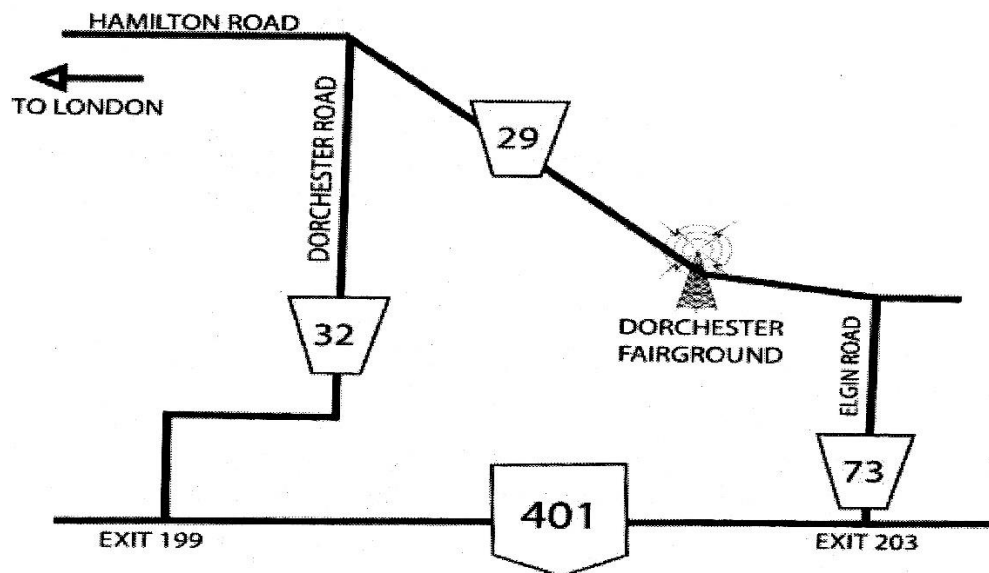 HAMILTON ROAD
TO LONDON
DORCHESTER ROAD
29
32
DORCHESTER
FAIRGROUND
ELGIN ROAD
73
401
EXIT 199
EXIT 203